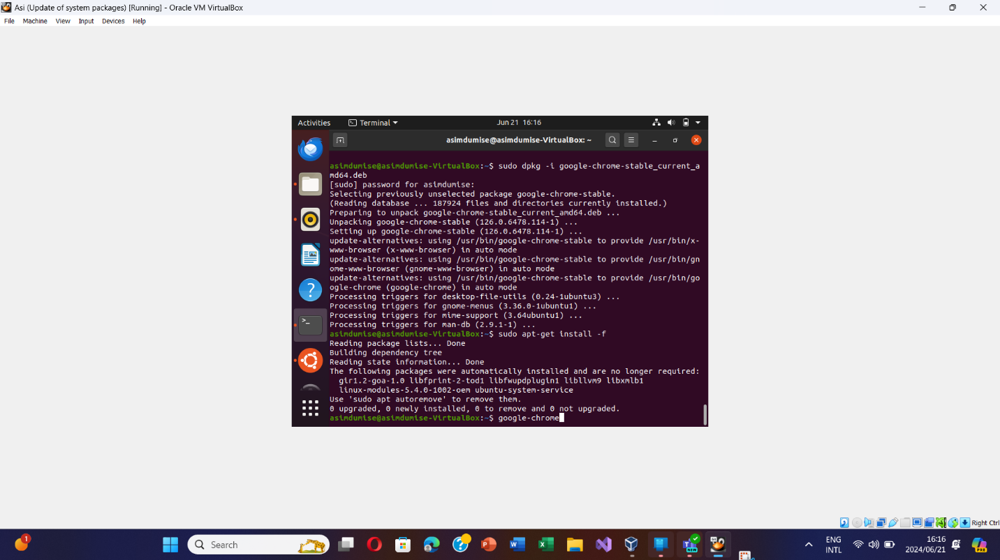 Asi (Update of system packages) [Running] - Oracle VM VirtualBox
File Machine View Input Devices Help
Activities Terminal Jun 21 16:16
asimdumise@asimdumise-VirtualBox: ~
asimdumise@asimdumise-VirtualBox:~$ sudo dpkg -i google-chrome-stable_current_a
md64.deb
[sudo] password for asimdumise:
Selecting previously unselected package google-chrome-stable.
(Reading database ... 187924 files and directories currently installed.)
Preparing to unpack google-chrome-stable_current_amd64.deb ...
Unpacking google-chrome-stable (126.0.6478.114-1) ...
Setting up google-chrome-stable (126.0.6478.114-1) ...
update-alternatives: using /usr/bin/google-chrome-stable to provide /usr/bin/x-
www-browser (x-www-browser) in auto mode
update-alternatives: using /usr/bin/google-chrome-stable to provide /usr/bin/gn
ome-www-browser (gnome-www-browser) in auto mode
update-alternatives: using /usr/bin/google-chrome-stable to provide /usr/bin/go
ogle-chrome (google-chrome) in auto mode
Processing triggers for desktop-file-utils (0.24-1ubuntu3) ...
Processing triggers for gnome-menus (3.36.0-1ubuntu1) ...
Processing triggers for mime-support (3.64ubuntu1) ...
Processing triggers for man-db (2.9.1-1) ...
asimdumise@asimdumise-VirtualBox:~$ sudo apt-get install -f
Reading package lists... Done
Building dependency tree
Reading state information... Done
The following packages were automatically installed and are no longer required:
gir1.2-goa-1.0 libfprint-2-tod1 libfwupdplugin1 libllvm9 libxmlb1
linux-modules-5.4.0-1002-oem ubuntu-system-service
Use 'sudo apt autoremove' to remove them.
0 upgraded, 0 newly installed, 0 to remove and 0 not upgraded.
asimdumise@asimdumise-VirtualBox:~$ google-chrome
Right Ctrl
1
Search
NEW
ENG
INTL
16:16
2024/06/21
PRE